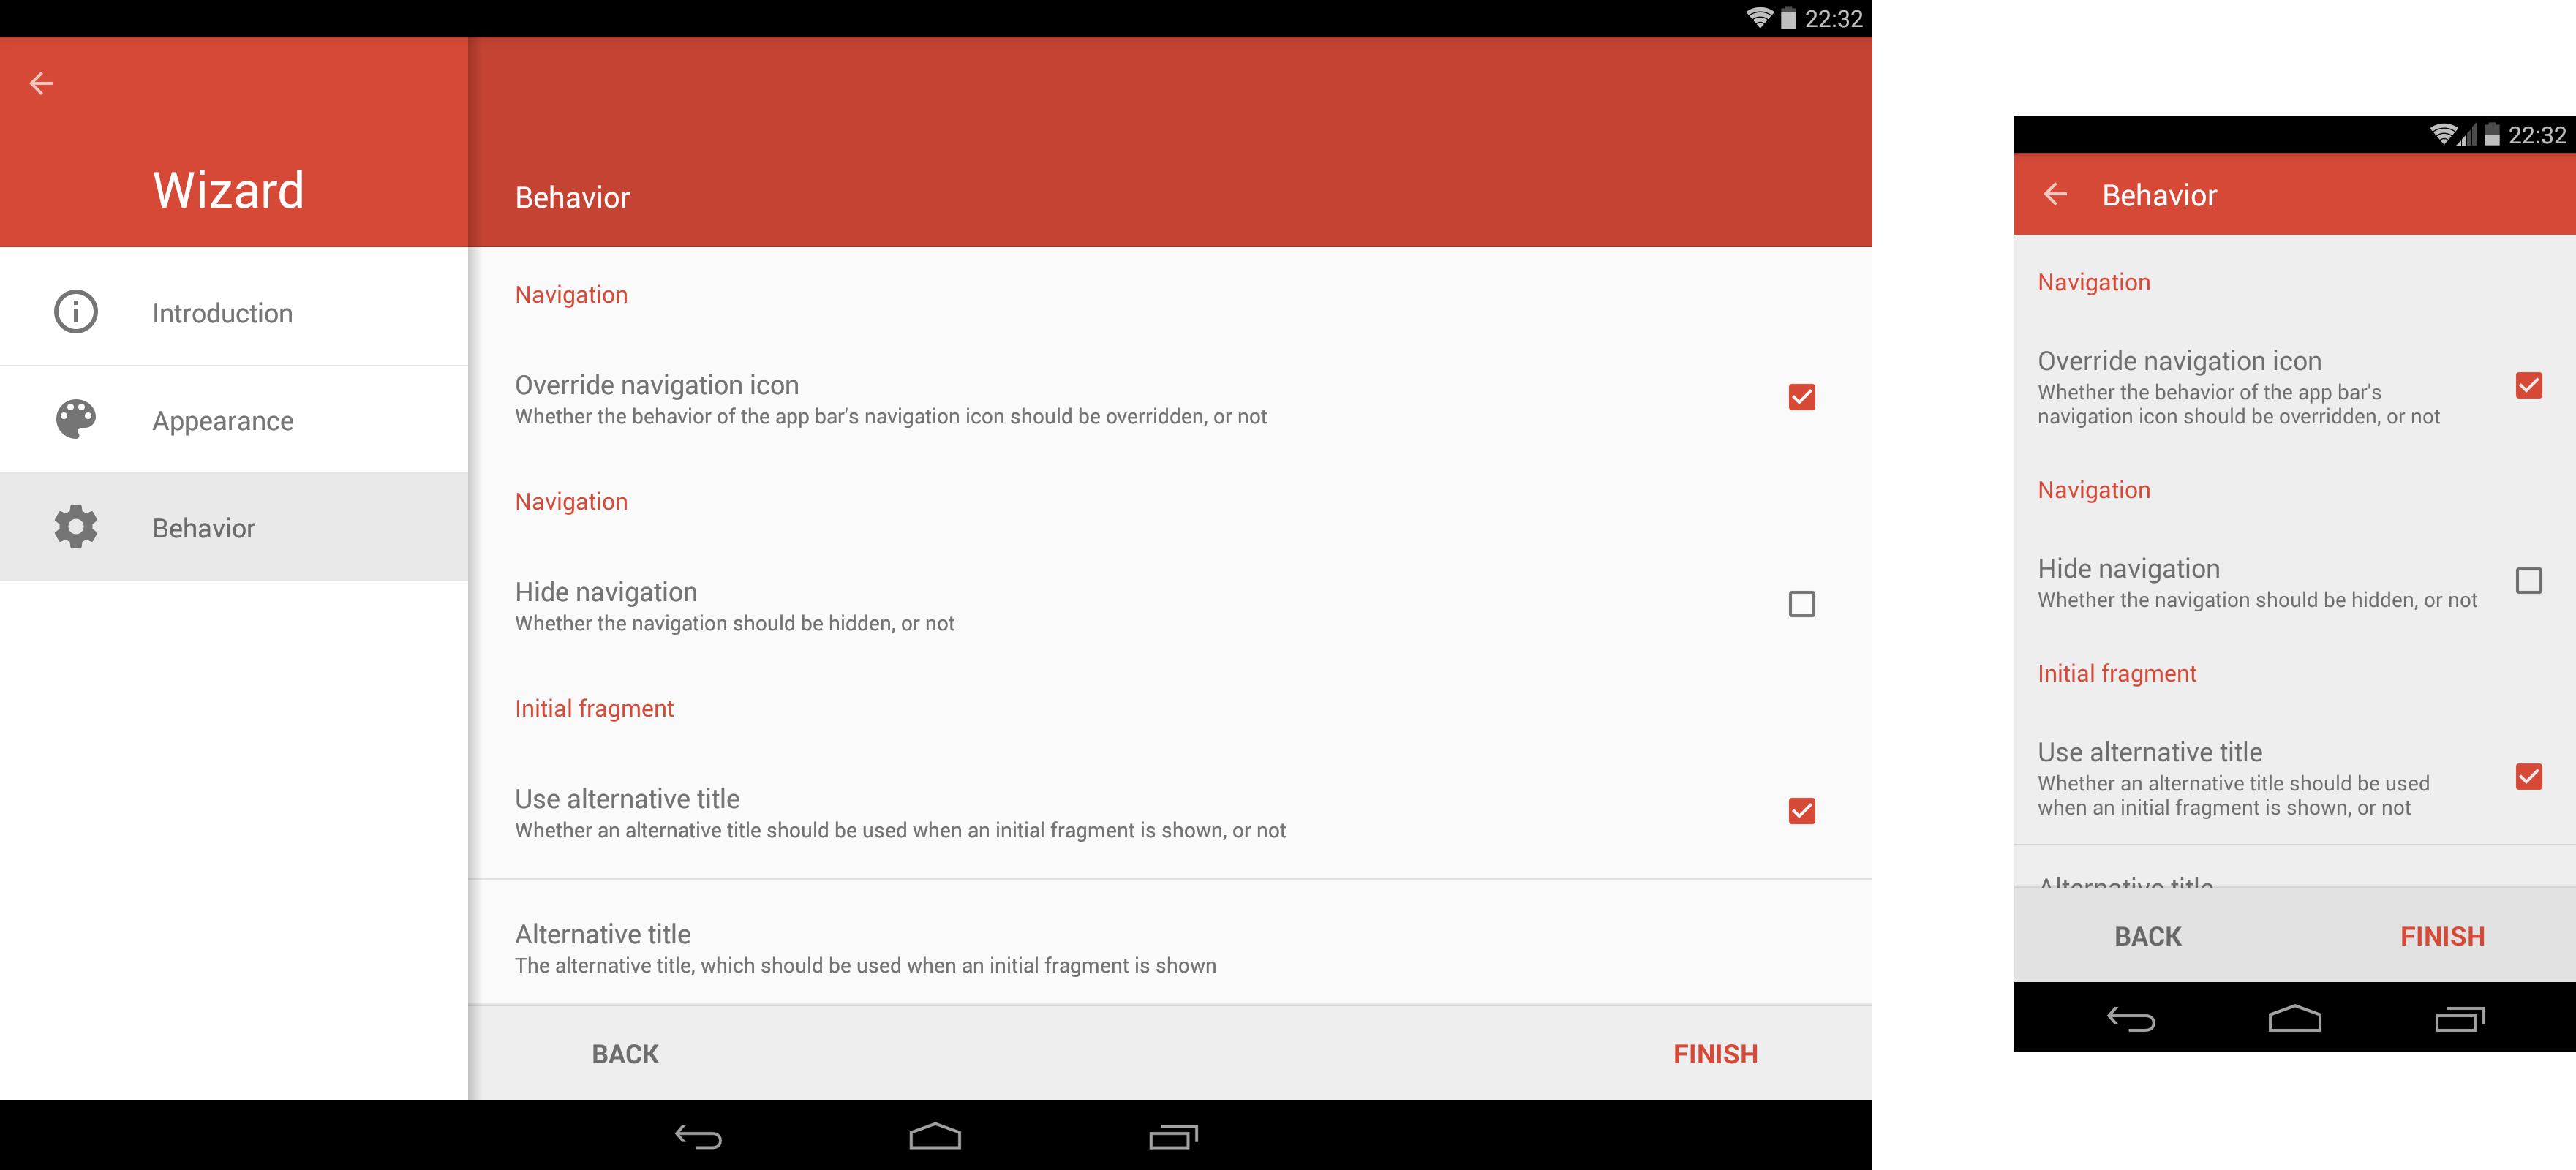 22:32
Wizard
Behavior
Introduction
Appearance
Behavior
Navigation
Override navigation icon
Whether the behavior of the app bar's navigation icon should be overridden, or not
Navigation
Hide navigation
Whether the navigation should be hidden, or not
Initial fragment
Use alternative title
Whether an alternative title should be used when an initial fragment is shown, or not
Alternative title
The alternative title, which should be used when an initial fragment is shown
BACK
FINISH
22:32
Behavior
Navigation
Override navigation icon
Whether the behavior of the app bar's
navigation icon should be overridden, or not
Navigation
Hide navigation
Whether the navigation should be hidden, or not
Initial fragment
Use alternative title
Whether an alternative title should be used
when an initial fragment is shown, or not
Alternative title
BACK
FINISH